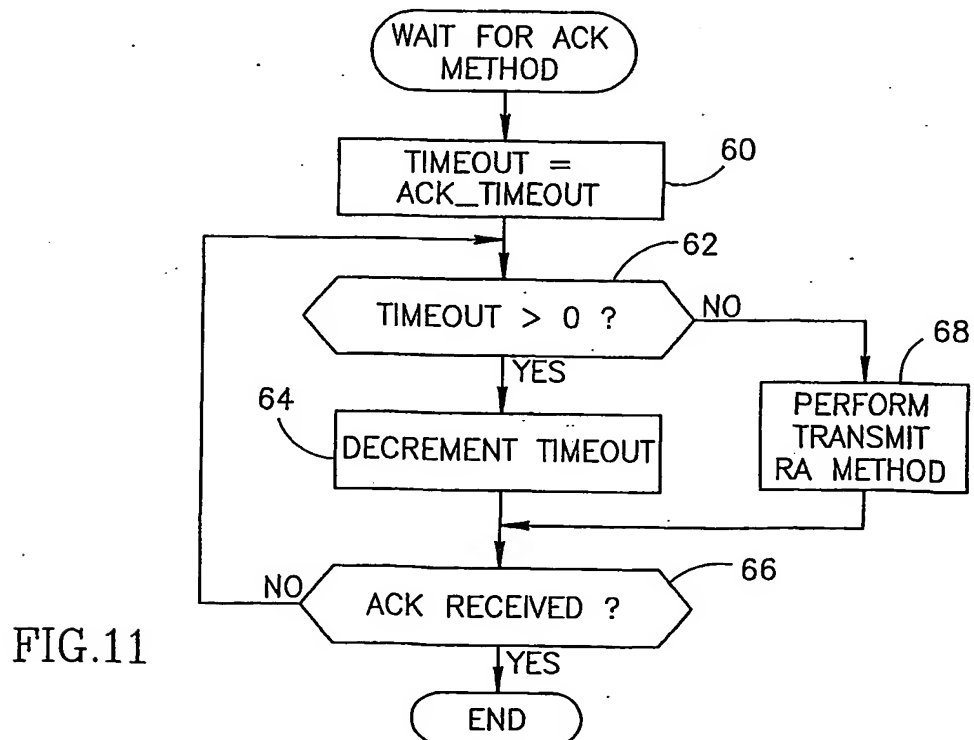 WAIT FOR ACK
METHOD
TIMEOUT =
ACK_TIMEOUT
60
62
TIMEOUT > 0 ?
NO
YES
68
64
DECREMENT TIMEOUT
PERFORM
TRANSMIT
RA METHOD
66
NO
ACK RECEIVED ?
YES
FIG.11
END